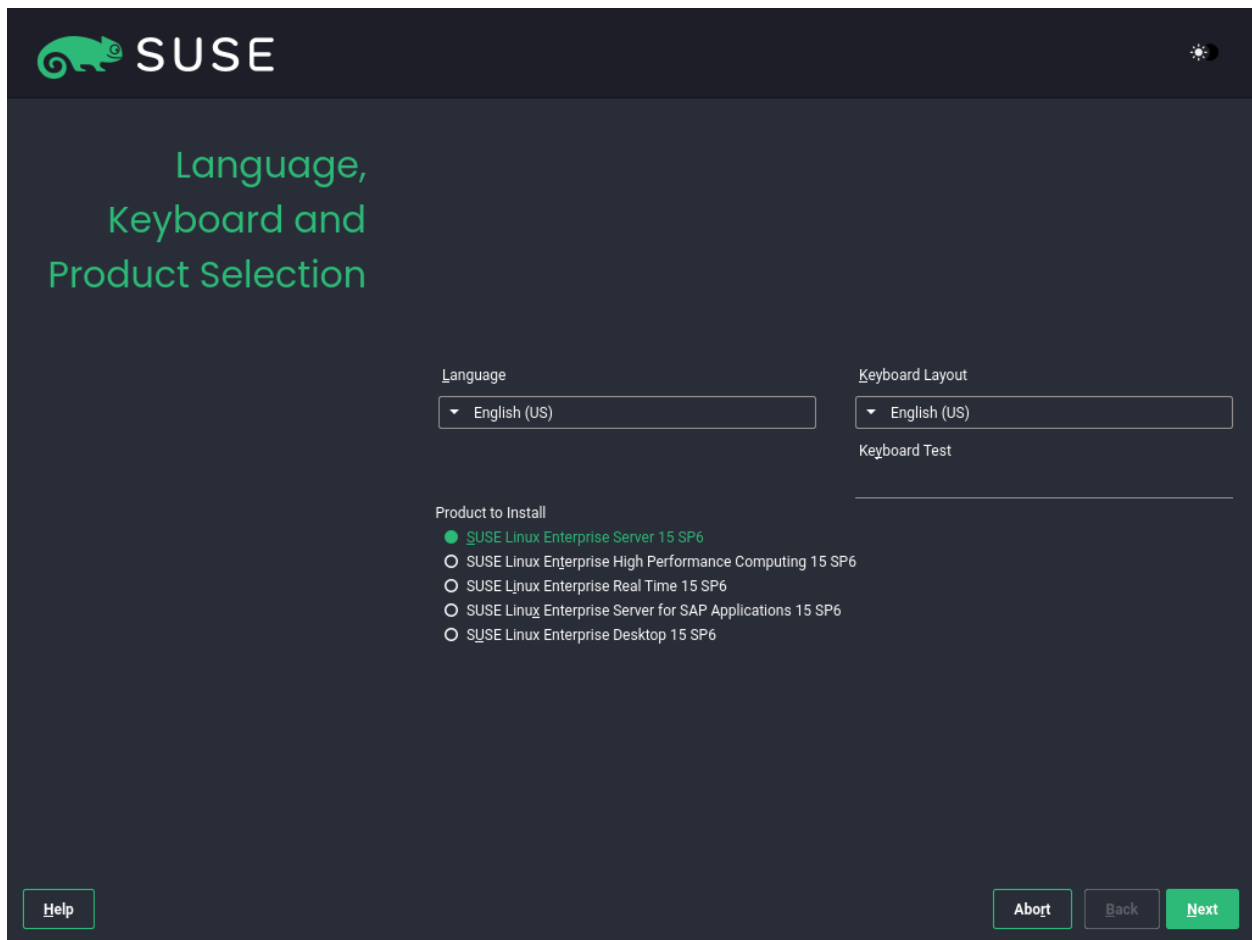 SUSE
Language,
Keyboard and
Product Selection
Language
Keyboard Layout
English (US)
English (US)
Keyboard Test
Product to Install
SUSE Linux Enterprise Server 15 SP6
SUSE Linux Enterprise High Performance Computing 15 SP6
SUSE Linux Enterprise Real Time 15 SP6
SUSE Linux Enterprise Server for SAP Applications 15 SP6
SUSE Linux Enterprise Desktop 15 SP6
Help
Abort
Back
Next